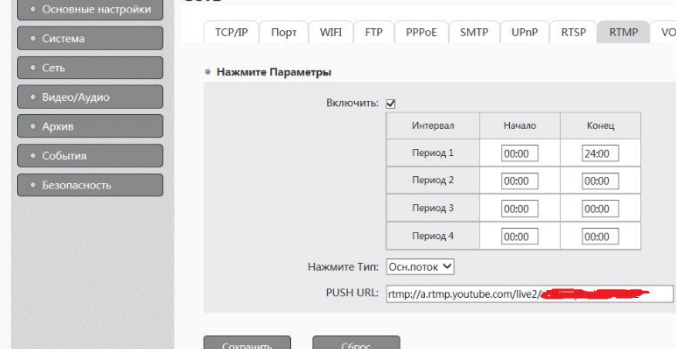 Основные настройки
Система
Сеть
Видео/Аудио
Архив
События
Безопасность
TCP/IP Порт WIFI FTP PPPoE SMTP UPnP RTSP RTMP VO
Нажмите Параметры
Включить:
Интервал Начало Конец
Период 1 00:00 24:00
Период 2 00:00 00:00
Период 3 00:00 00:00
Период 4 00:00 00:00
Нажмите Тип: Осн.поток
PUSH URL: rtmp://a.rtmp.youtube.com/live2/
Сохранить Сброс